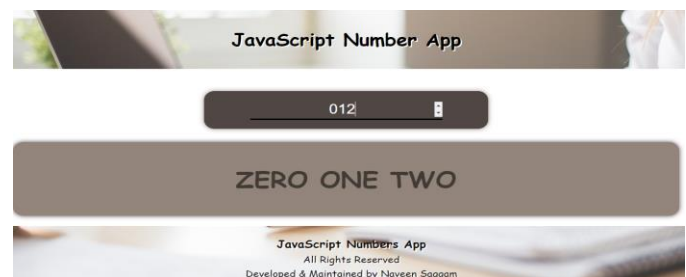 JavaScript Number App
012
ZERO ONE TWO
JavaScript Numbers App
All Rights Reserved
Developed & Maintained by Naveen Saggam